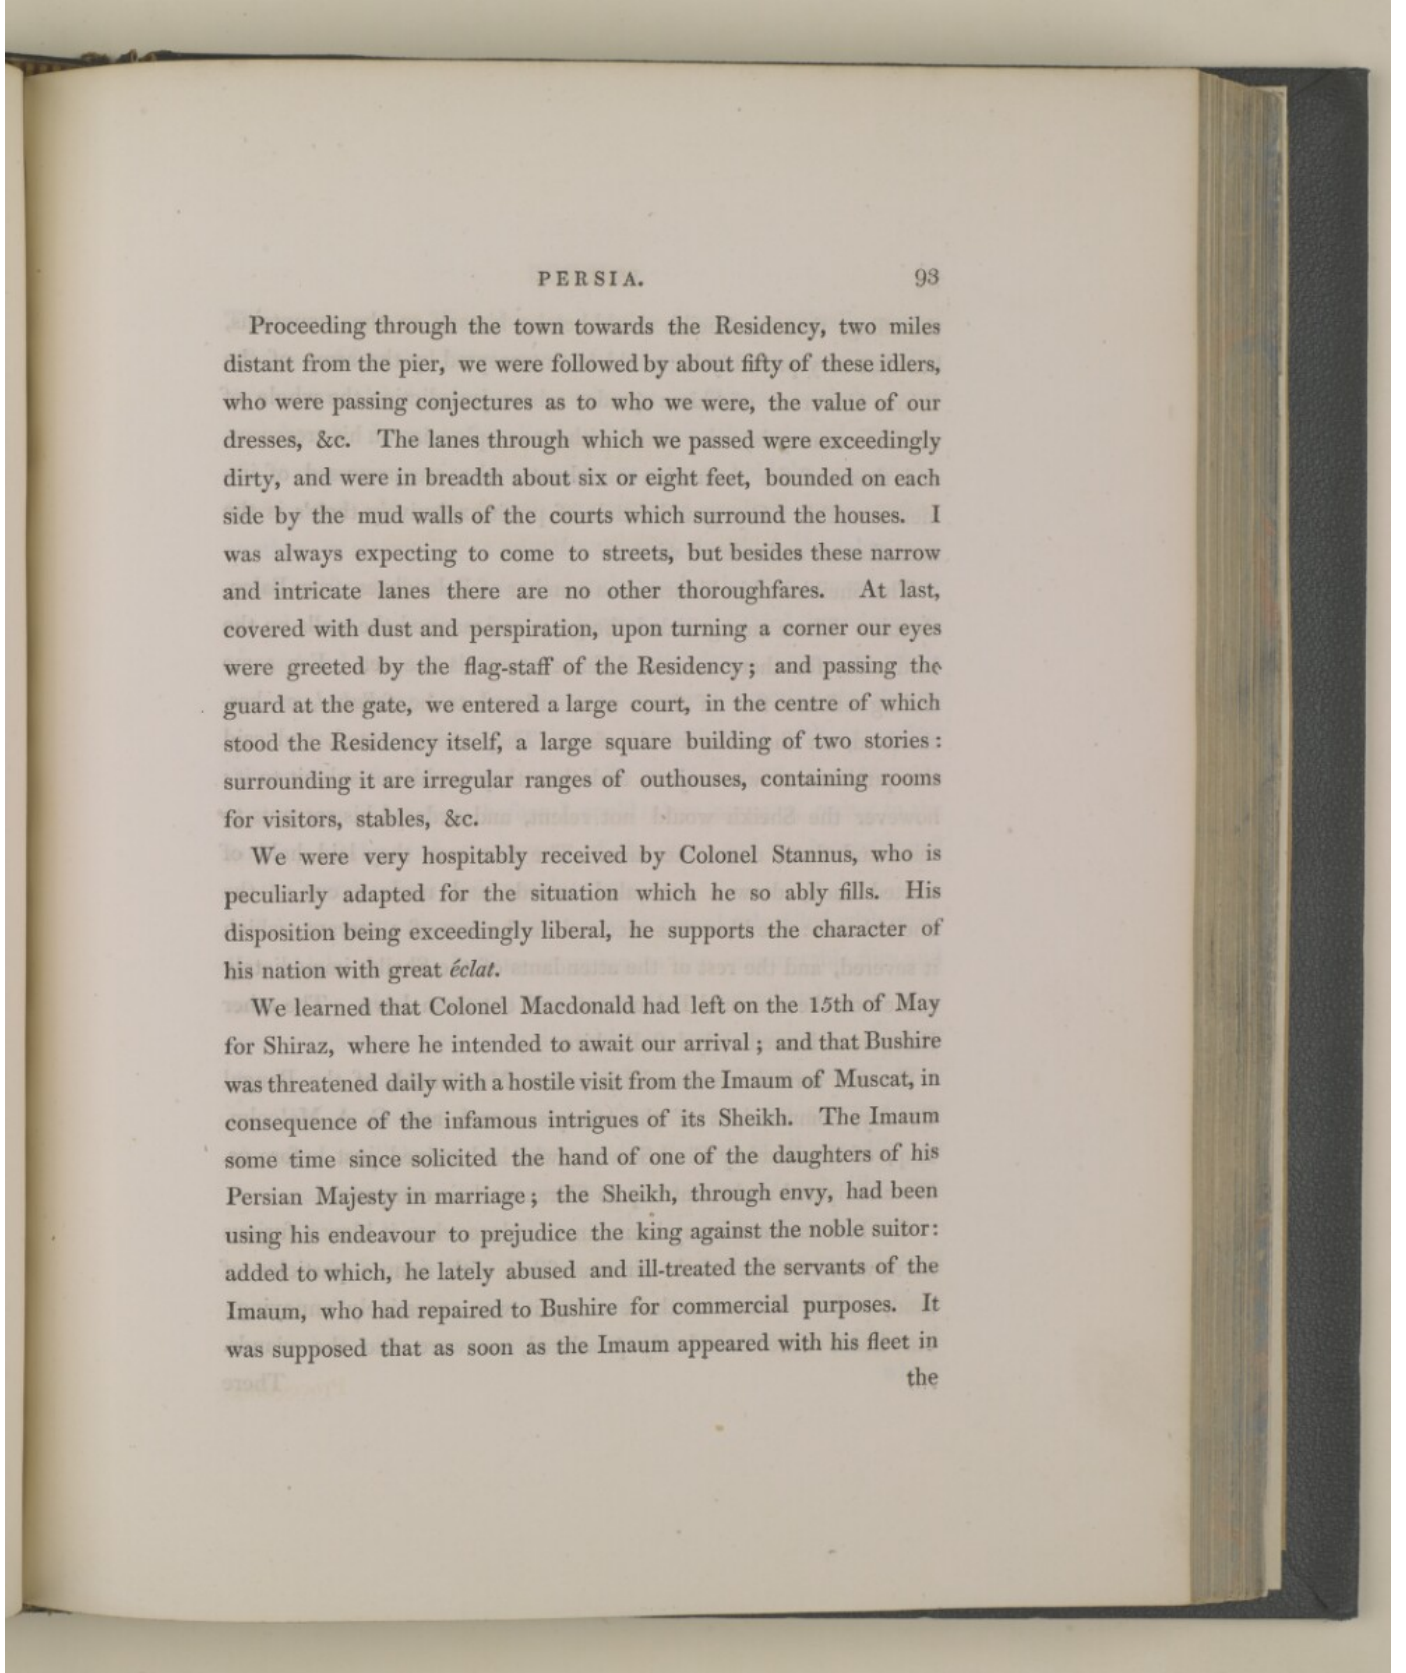 PERSIA. 93
Proceeding through the town towards the Residency, two miles
distant from the pier, we were followed by about fifty of these idlers,
who were passing conjectures as to who we were, the value of our
dresses, &c. The lanes through which we passed were exceedingly
dirty, and were in breadth about six or eight feet, bounded on each
side by the mud walls of the courts which surround the houses. I
was always expecting to come to streets, but besides these narrow
and intricate lanes there are no other thoroughfares. At last,
covered with dust and perspiration, upon turning a corner our eyes
were greeted by the flag-staff of the Residency; and passing the
guard at the gate, we entered a large court, in the centre of which
stood the Residency itself, a large square building of two stories:
surrounding it are irregular ranges of outhouses, containing rooms
for visitors, stables, &c.
We were very hospitably received by Colonel Stannus, who is
peculiarly adapted for the situation which he so ably fills. His
disposition being exceedingly liberal, he supports the character of
his nation with great éclat.
We learned that Colonel Macdonald had left on the 15th of May
for Shiraz, where he intended to await our arrival; and that Bushire
was threatened daily with a hostile visit from the Imaum of Muscat, in
consequence of the infamous intrigues of its Sheikh. The Imaum
some time since solicited the hand of one of the daughters of his
Persian Majesty in marriage; the Sheikh, through envy, had been
using his endeavour to prejudice the king against the noble suitor:
added to which, he lately abused and ill-treated the servants of the
Imaum, who had repaired to Bushire for commercial purposes. It
was supposed that as soon as the Imaum appeared with his fleet in
the